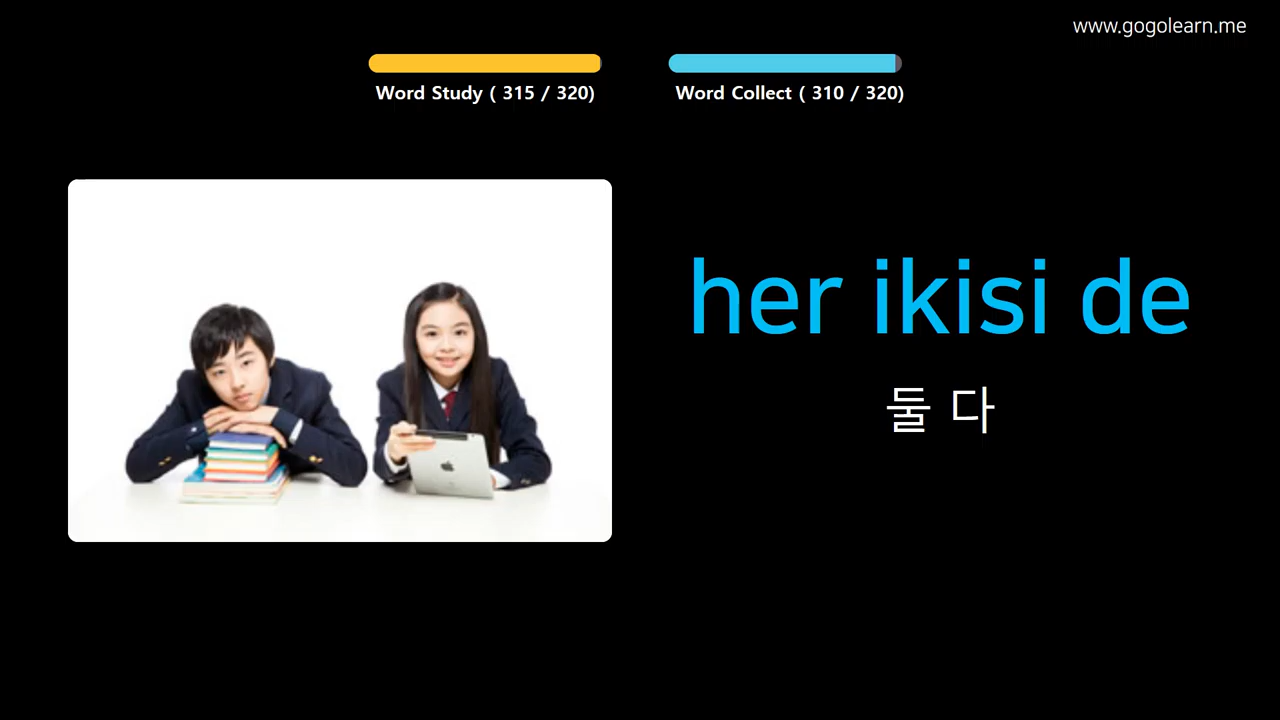 www.gogolearn.me
Word Study ( 315 / 320)
Word Collect ( 310 / 320)
her ikisi de
둘 다